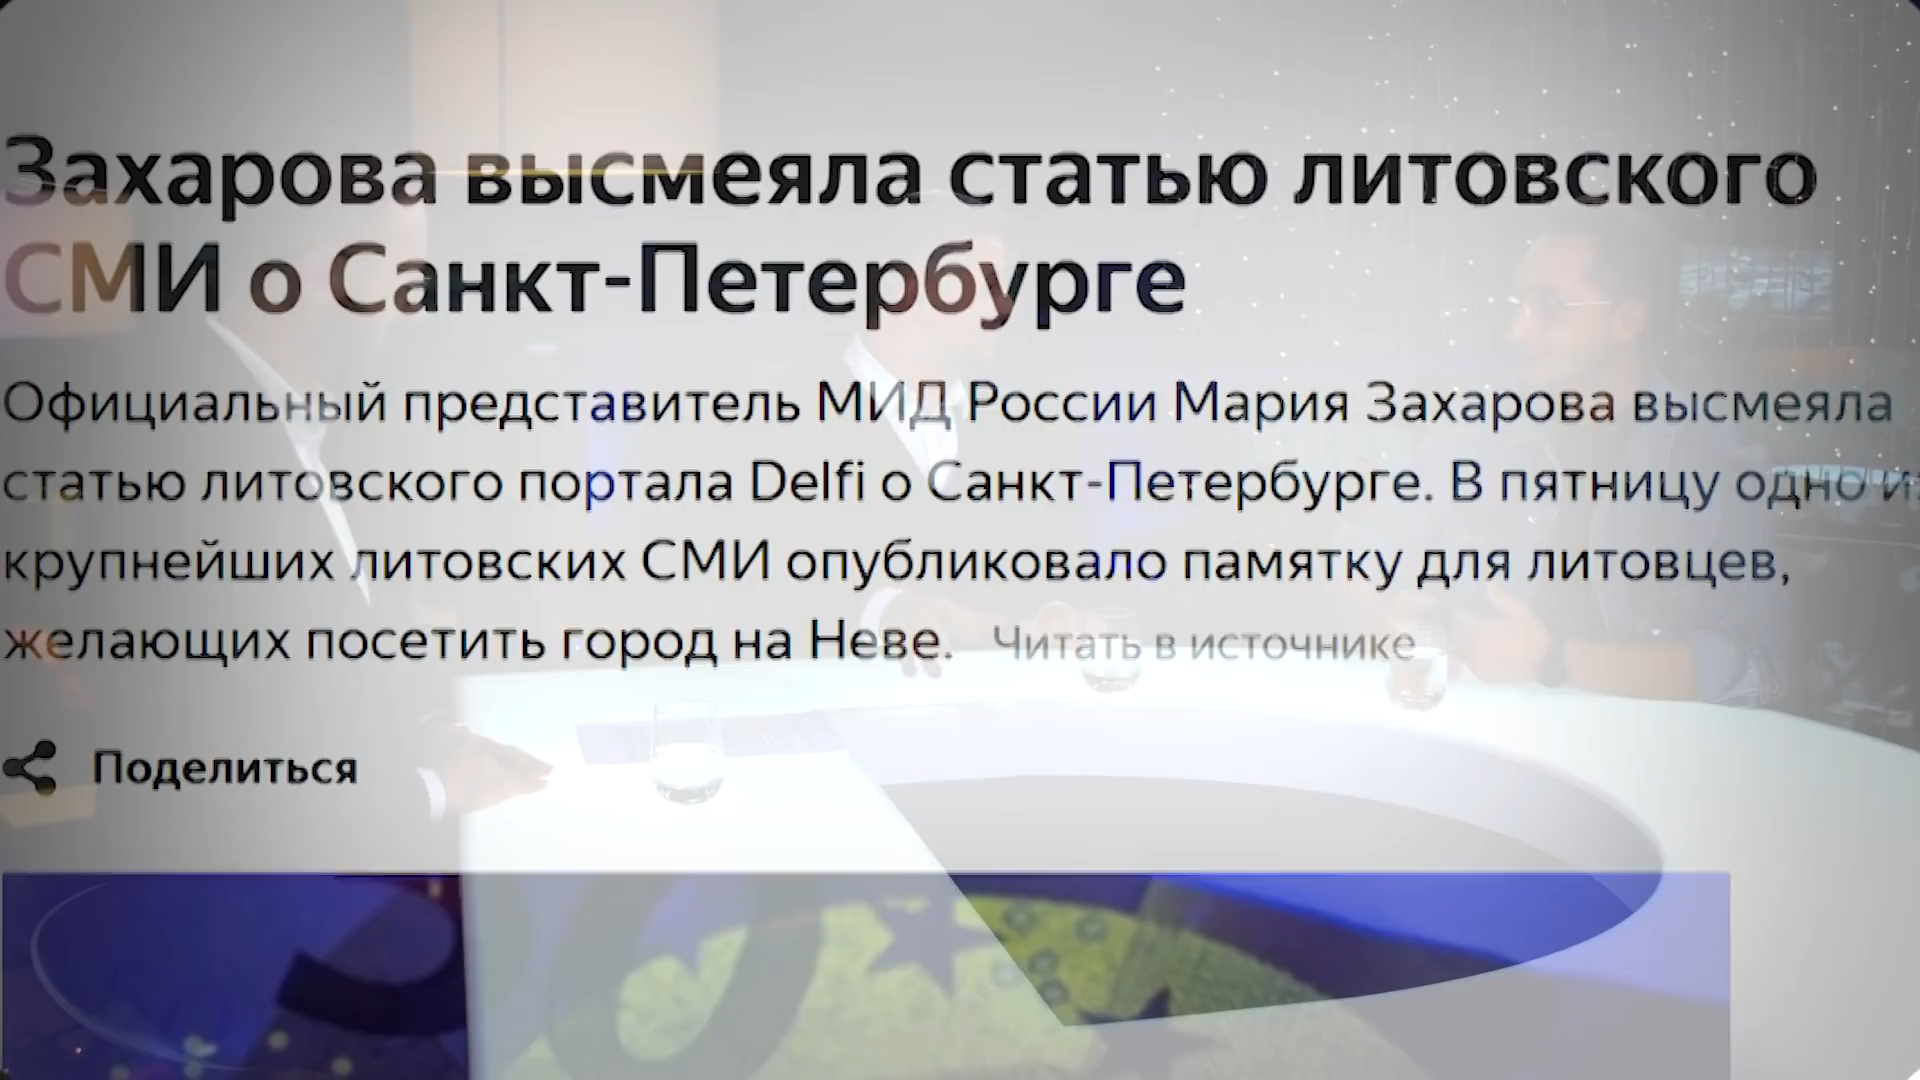 Захарова высмеяла статью литовского
СМИ о Санкт-Петербурге
Официальный представитель МИД России Мария Захарова высмеяла
статью литовского портала Delfi о Санкт-Петербурге. В пятницу одно из
крупнейших литовских СМИ опубликовало памятку для литовцев,
желающих посетить город на Неве. Читать в источнике
Поделиться